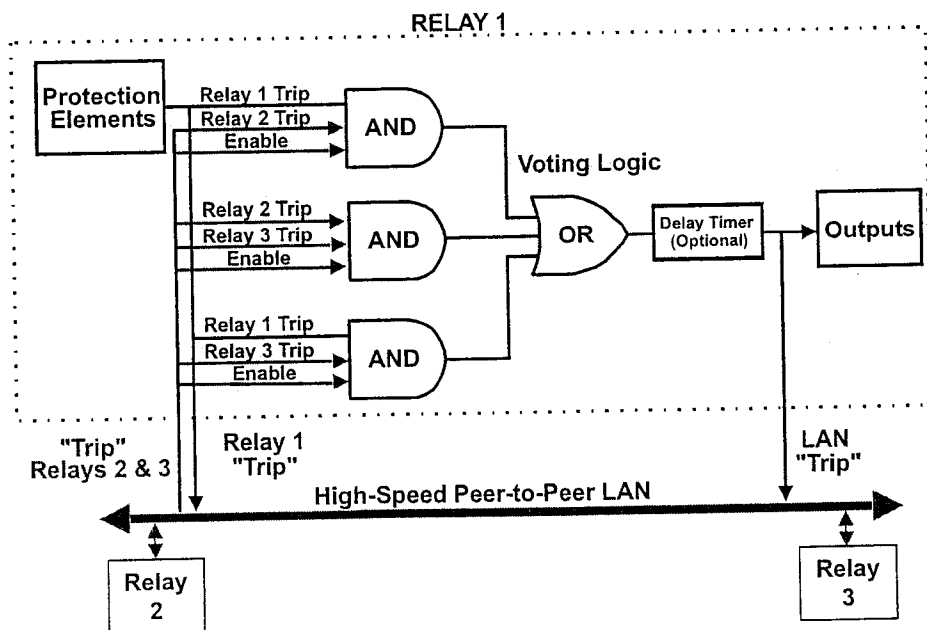 RELAY 1
Protection
Elements
Relay 1 Trip
Relay 2 Trip
Enable
AND
Voting Logic
Relay 2 Trip
Relay 3 Trip
Enable
AND
OR
Delay Timer
(Optional)
Outputs
Relay 1 Trip
Relay 3 Trip
Enable
AND
"Trip"
Relays 2 & 3
Relay 1
"Trip"
LAN
"Trip"
High-Speed Peer-to-Peer LAN
Relay
2
Relay
3